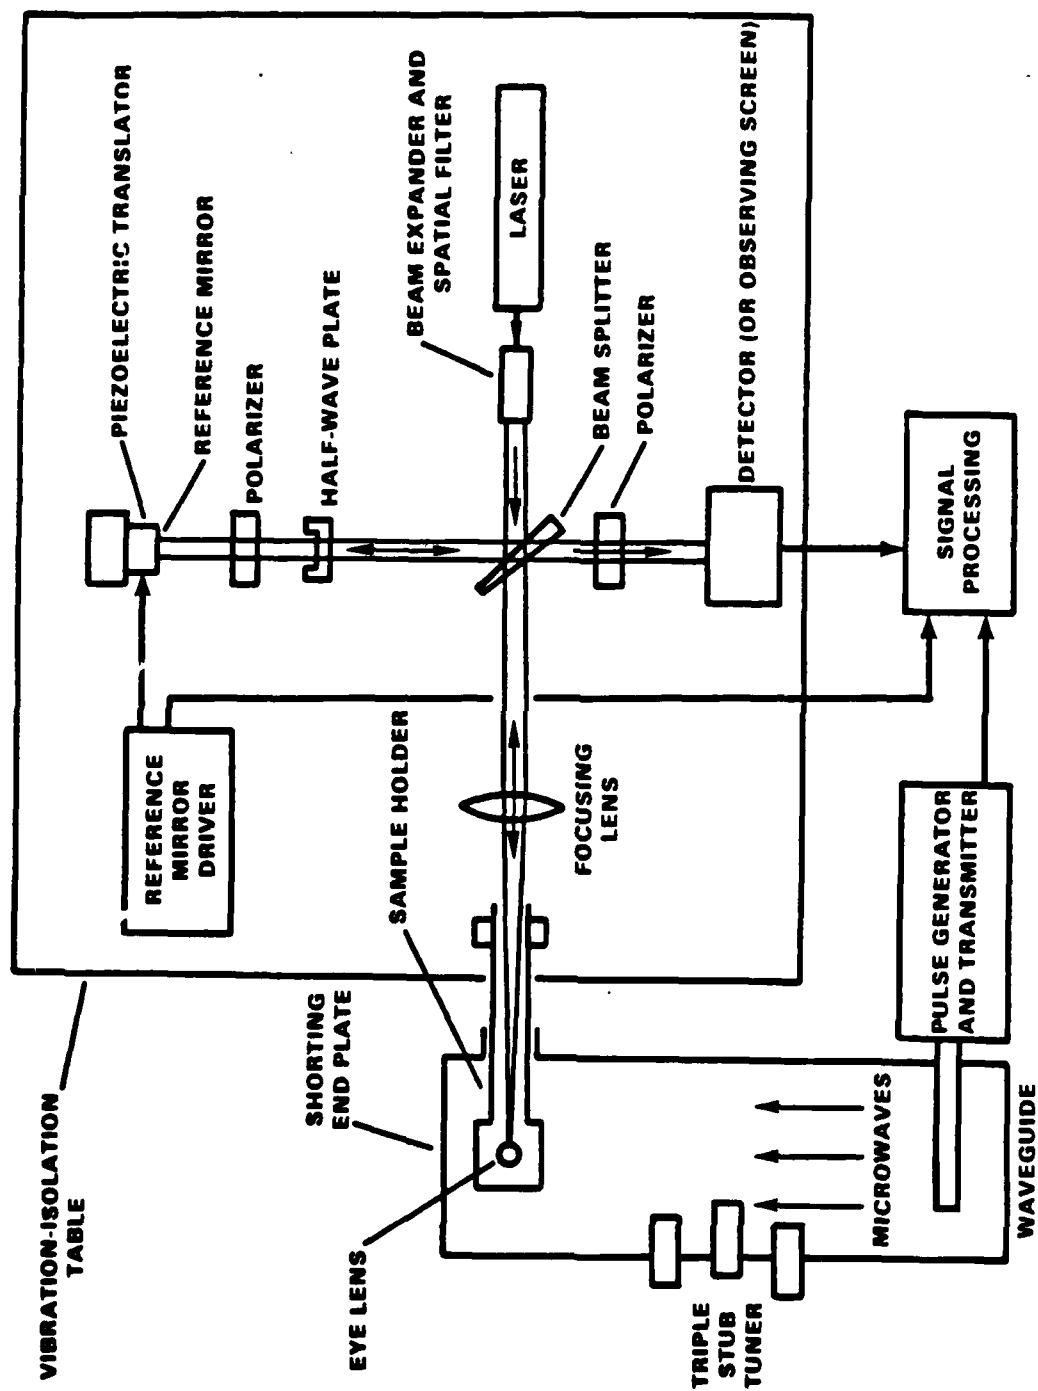 VIBRATION-ISOLATION
TABLE
PIEZOELECTRIC TRANSLATOR
REFERENCE MIRROR
POLARIZER
HALF-WAVE PLATE
BEAM EXPANDER AND
SPATIAL FILTER
LASER
BEAM SPLITTER
POLARIZER
DETECTOR (OR OBSERVING SCREEN)
REFERENCE
MIRROR
DRIVER
SAMPLE HOLDER
FOCUSING
LENS
SIGNAL
PROCESSING
SHORTING
END PLATE
EYE LENS
TRIPLE
STUB
TUNER
MICROWAVES
PULSE GENERATOR
AND TRANSMITTER
WAVEGUIDE